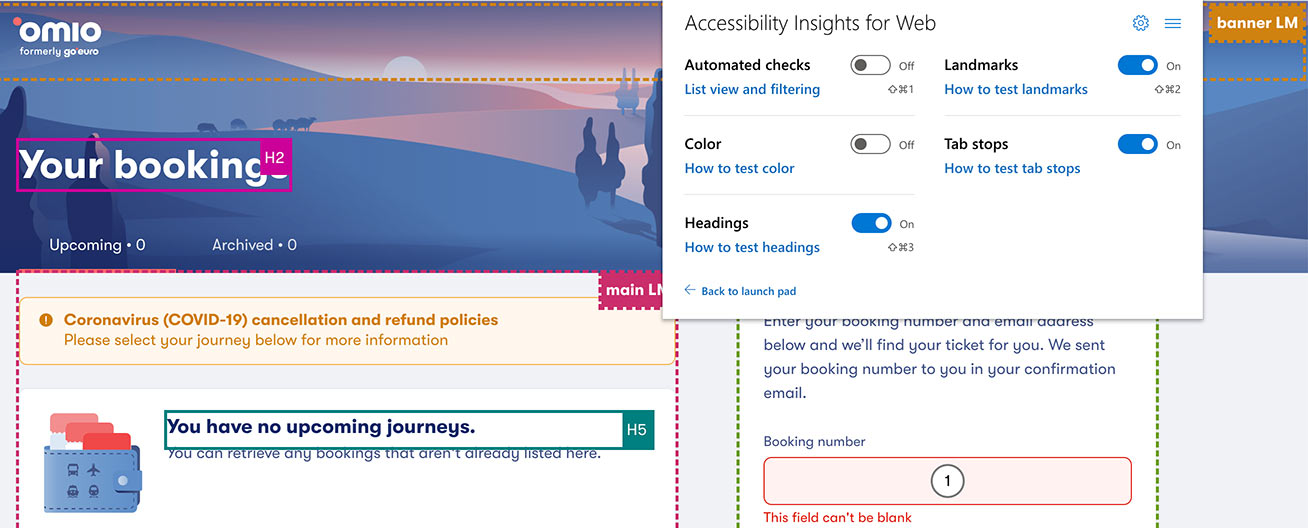 omio
formerly goeuro
banner LM
Your bookings
H2
Upcoming • 0
Archived • 0
main LM
Coronavirus (COVID-19) cancellation and refund policies
Please select your journey below for more information
You have no upcoming journeys.
H5
You can retrieve any bookings that aren't already listed here.
Accessibility Insights for Web
Automated checks
Off
List view and filtering
⇧⌘1
Landmarks
On
How to test landmarks
⇧⌘2
Color
Off
How to test color
Tab stops
On
How to test tab stops
Headings
On
How to test headings
⇧⌘3
Back to launch pad
Enter your booking number and email address
below and we'll find your ticket for you. We sent
your booking number to you in your confirmation
email.
Booking number
1
This field can't be blank